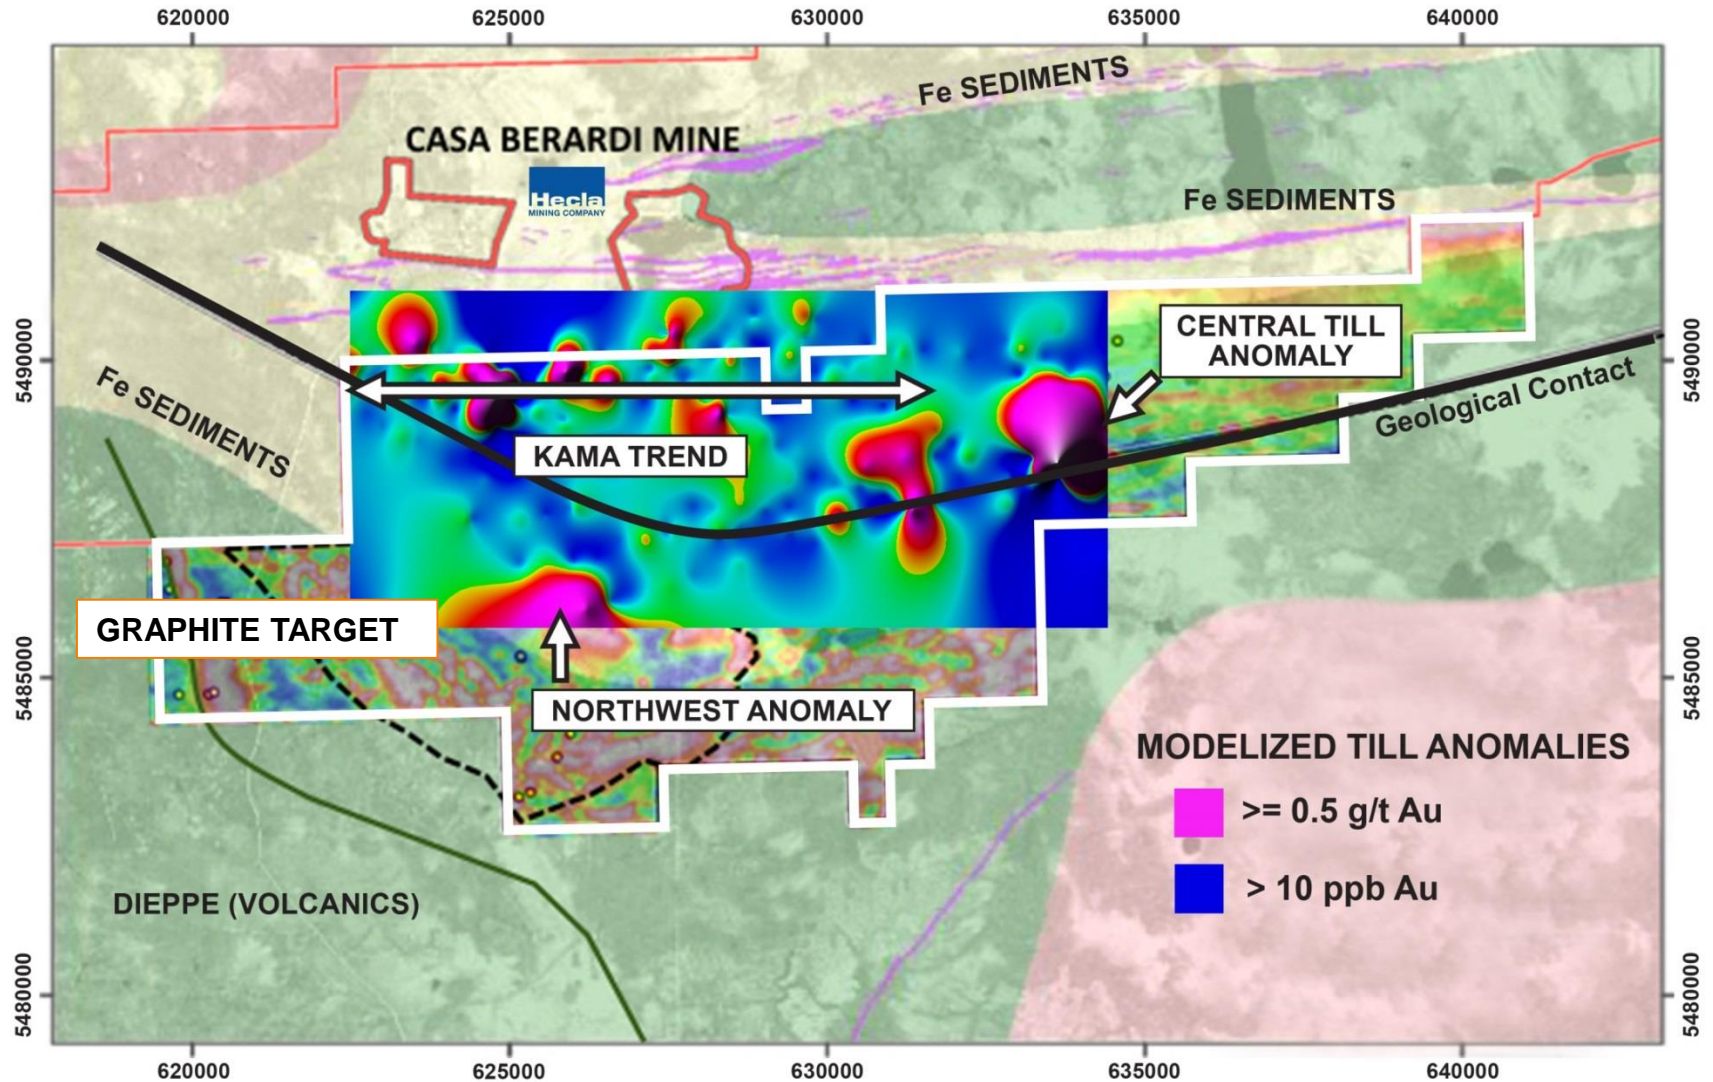 620000
625000
630000
635000
640000
Fe SEDIMENTS
CASA BERARDI MINE
Hecla
MINING COMPANY
Fe SEDIMENTS
5490000
5490000
CENTRAL TILL
ANOMALY
Fe SEDIMENTS
Geological Contact
KAMA TREND
GRAPHITE TARGET
5485000
5485000
NORTHWEST ANOMALY
MODELIZED TILL ANOMALIES
>= 0.5 g/t Au
> 10 ppb Au
DIEPPE (VOLCANICS)
5480000
5480000
620000
625000
630000
635000
640000